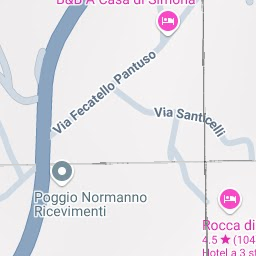 B&B A Casa di Simona
Via Fecatello Pantuso
Via Santicelli
Poggio Normanno
Ricevimenti
Rocca di
4.5 ★ (104
Hotel a 3 st